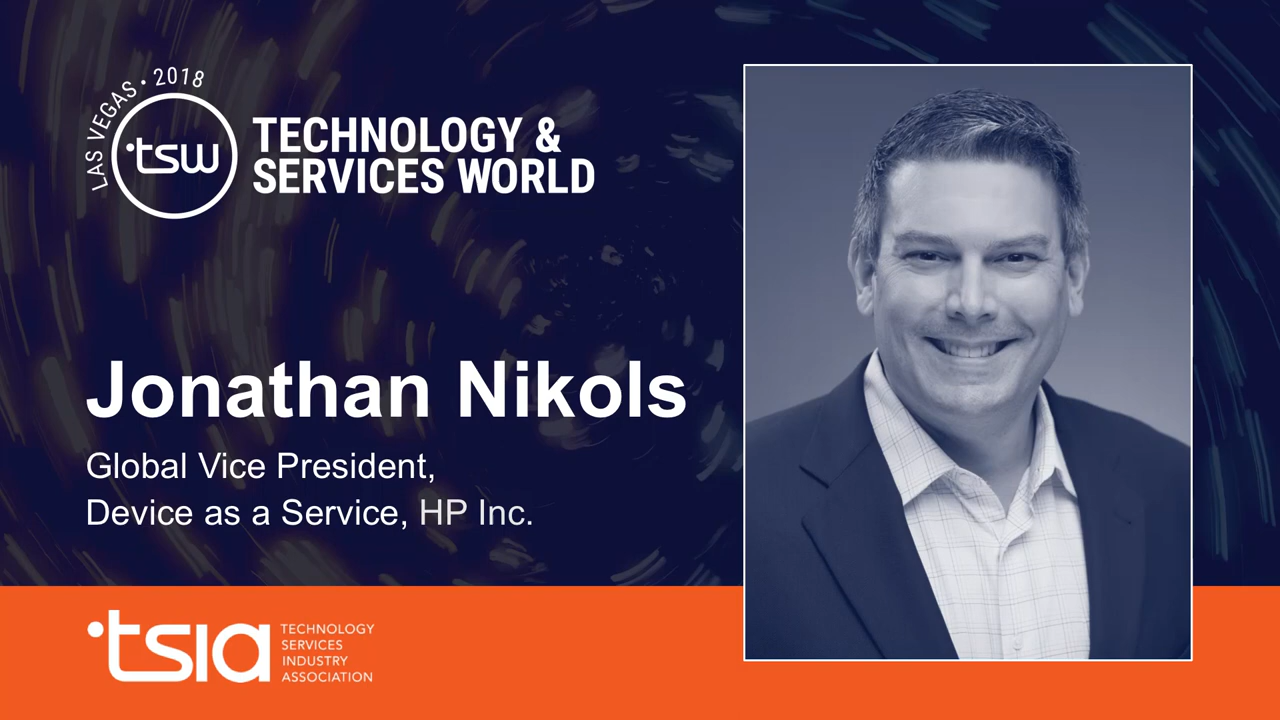 LAS VEGAS • 2018
tsw
TECHNOLOGY &
SERVICES WORLD
Jonathan Nikols
Global Vice President,
Device as a Service, HP Inc.
tsia
TECHNOLOGY
SERVICES
INDUSTRY
ASSOCIATION